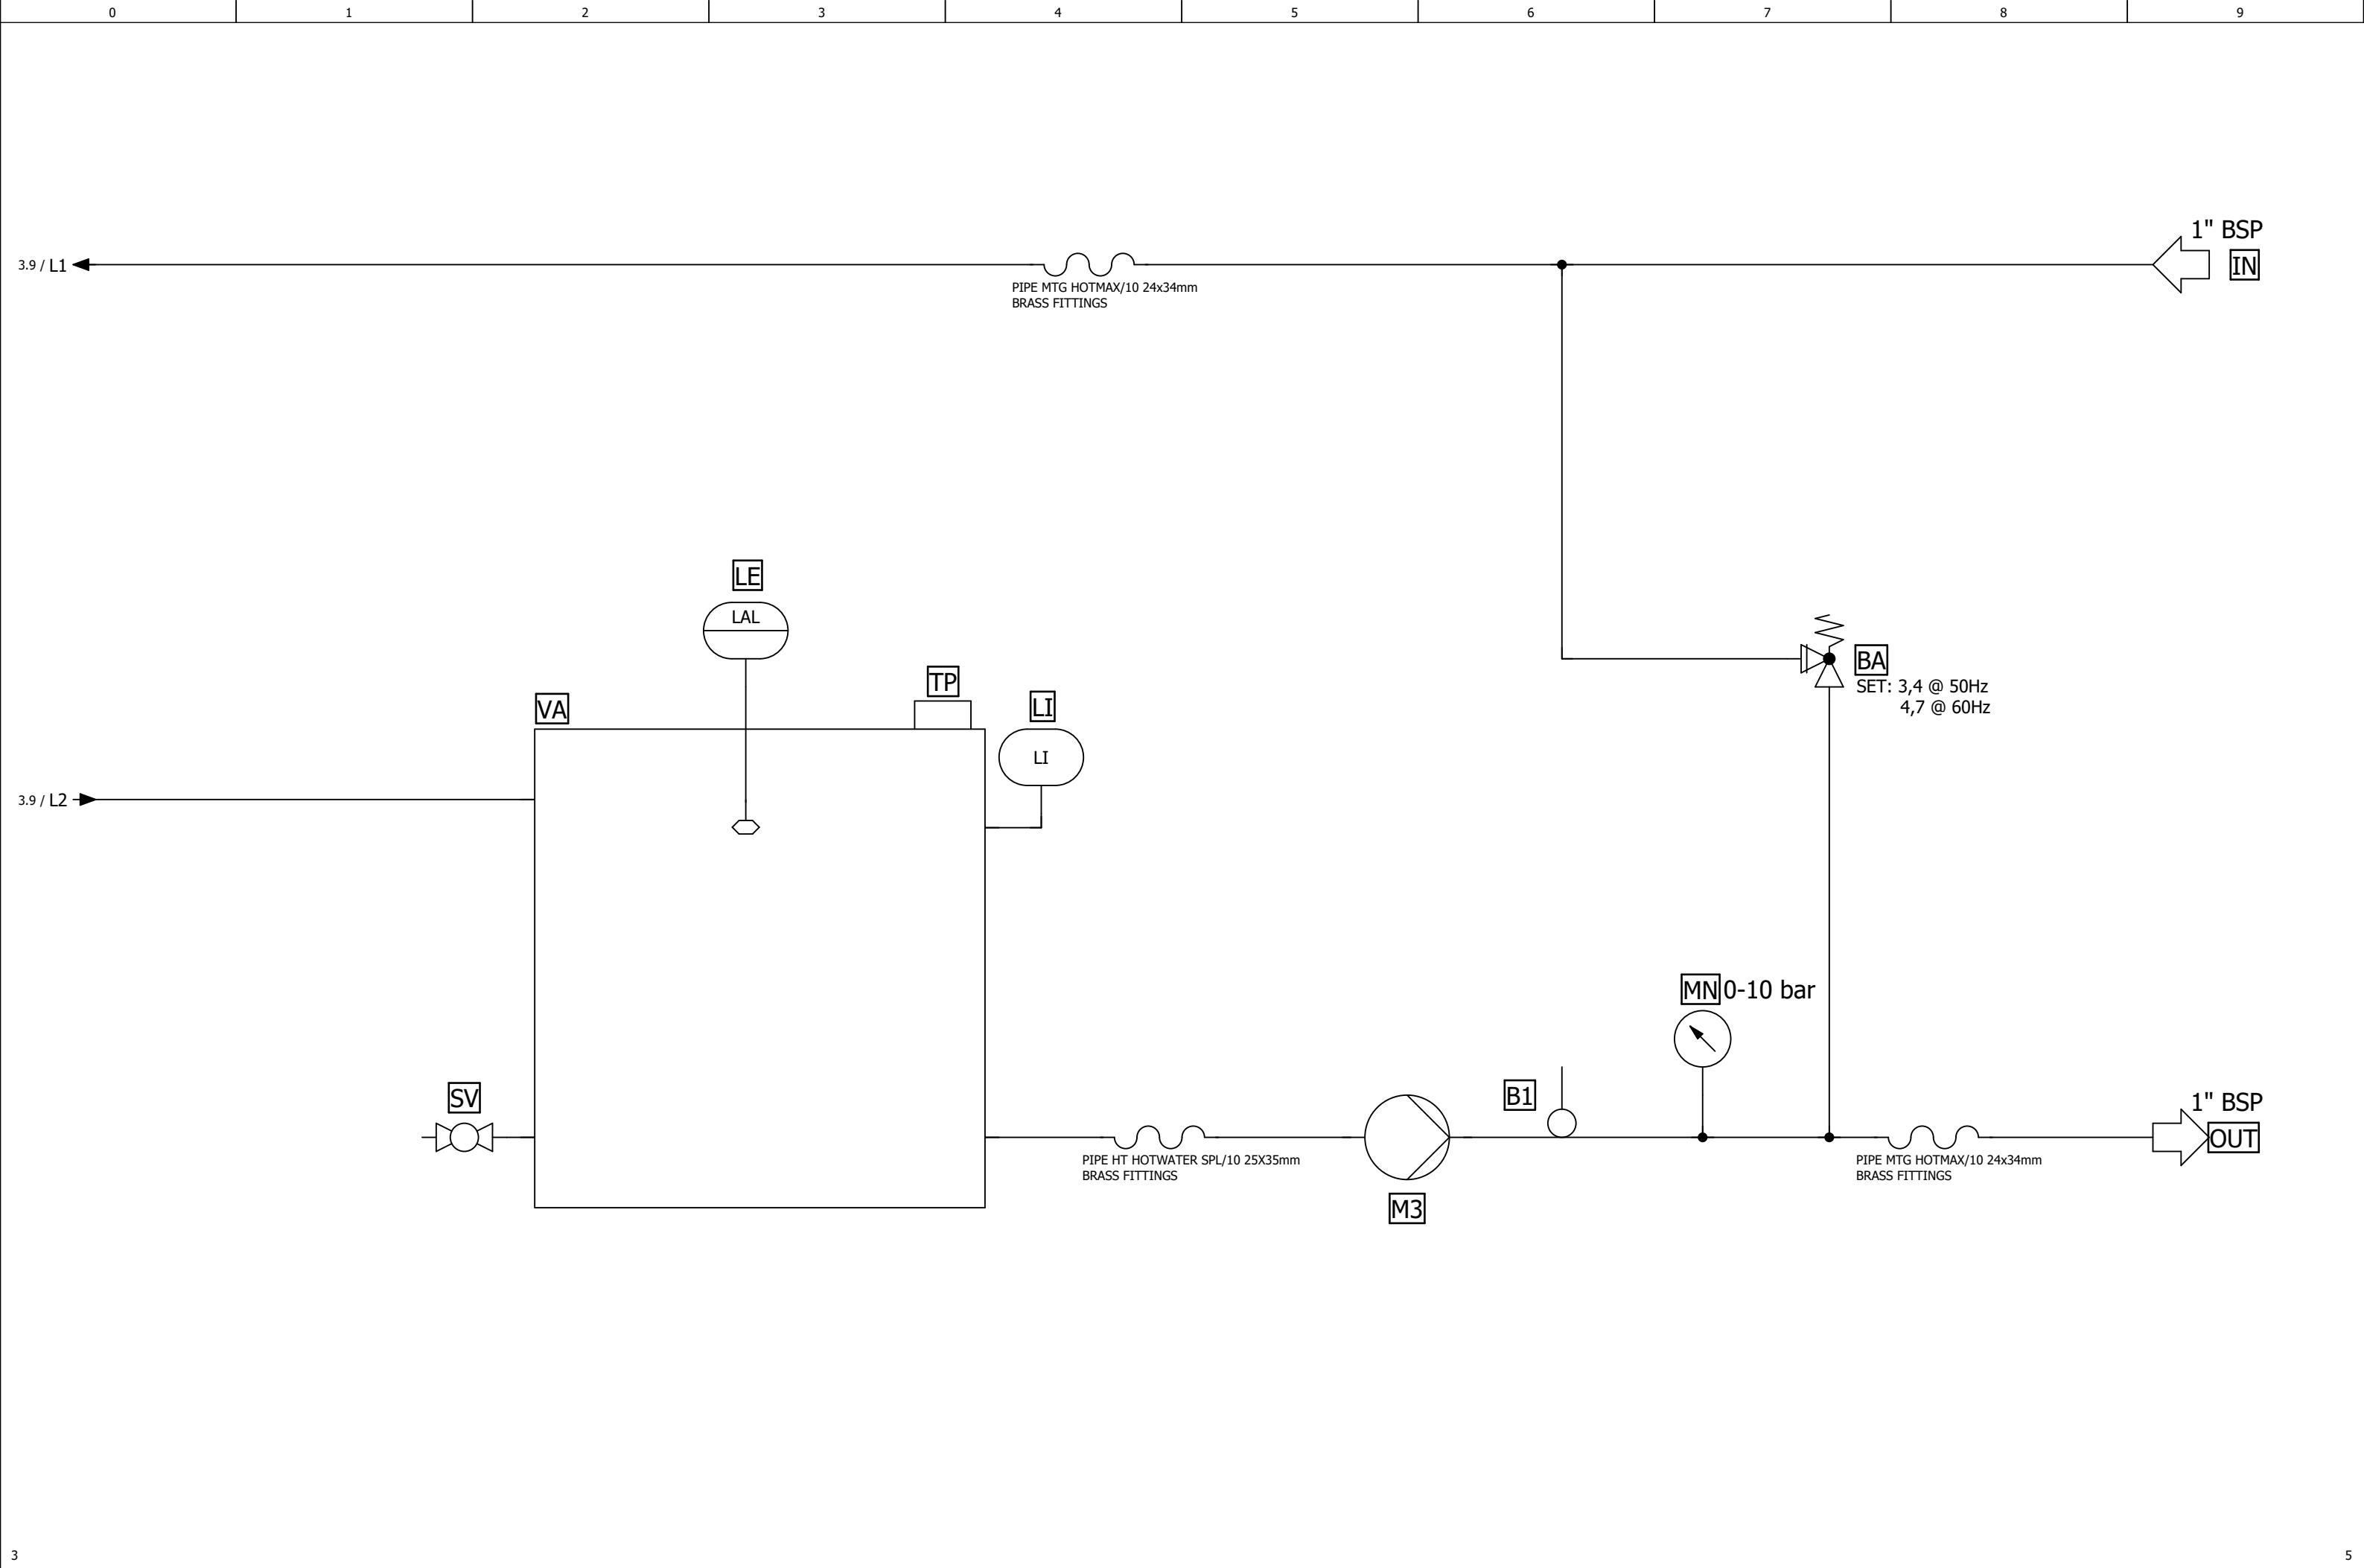 0 1 2 3 4 5 6 7 8 9
1" BSP
3.9 / L1
IN
PIPE MTG HOTMAX/10 24x34mm
BRASS FITTINGS
LE
LAL
BA
SET: 3,4 @ 50Hz
4,7 @ 60Hz
TP
VA
LI
LI
3.9 / L2
MN 0-10 bar
SV
B1
1" BSP
OUT
PIPE HT HOTWATER SPL/10 25X35mm
BRASS FITTINGS
PIPE MTG HOTMAX/10 24x34mm
BRASS FITTINGS
M3
3
5